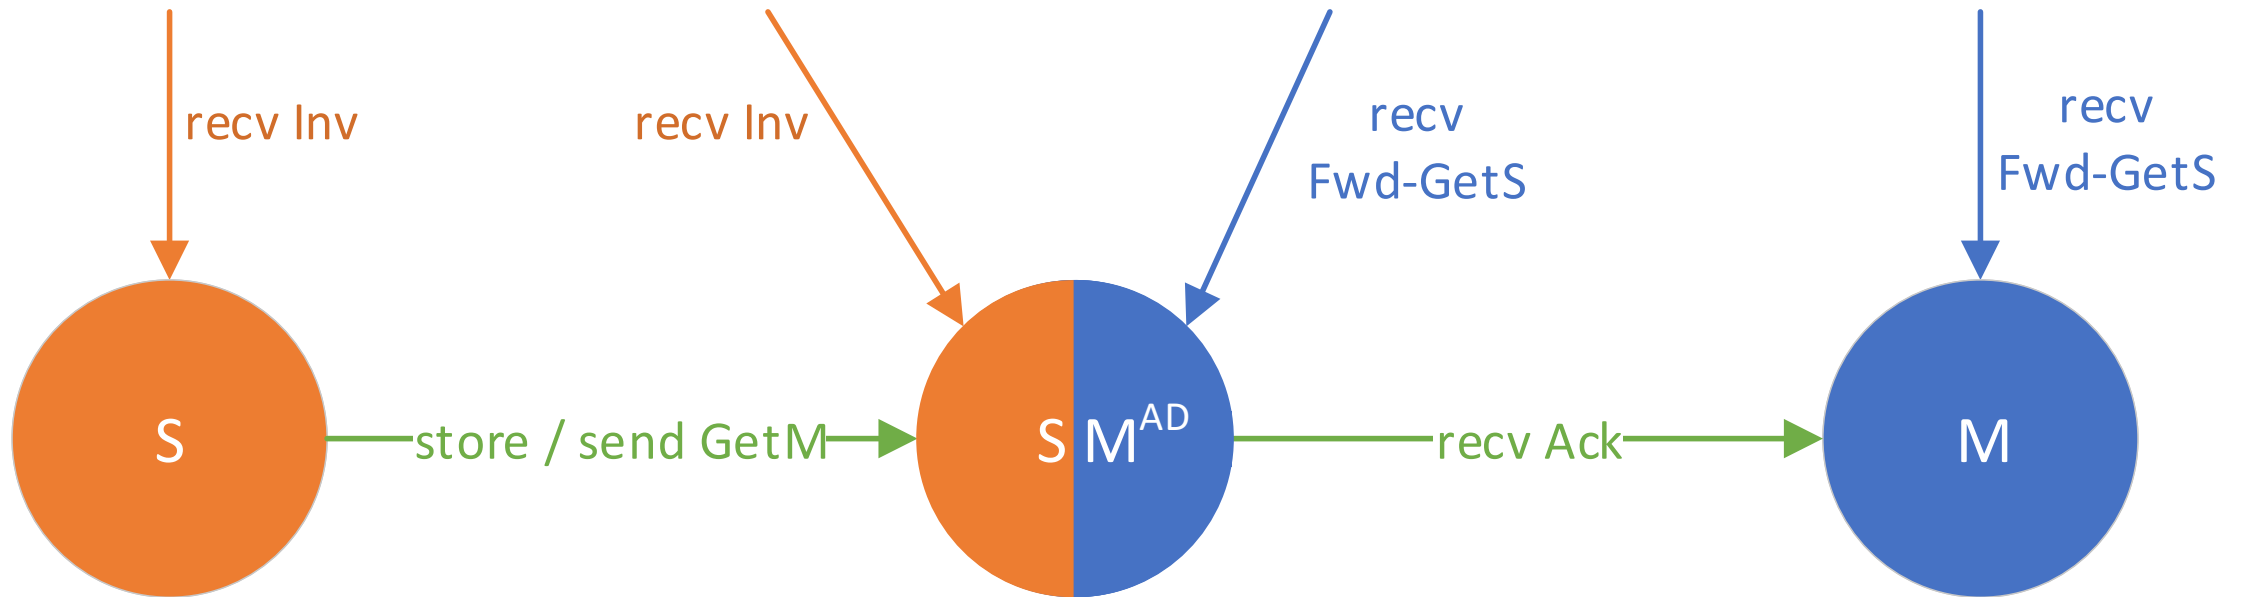 recv Inv
recv Inv
recv
Fwd-GetS
recv
Fwd-GetS
S
store / send GetM
S M^AD
recv Ack
M